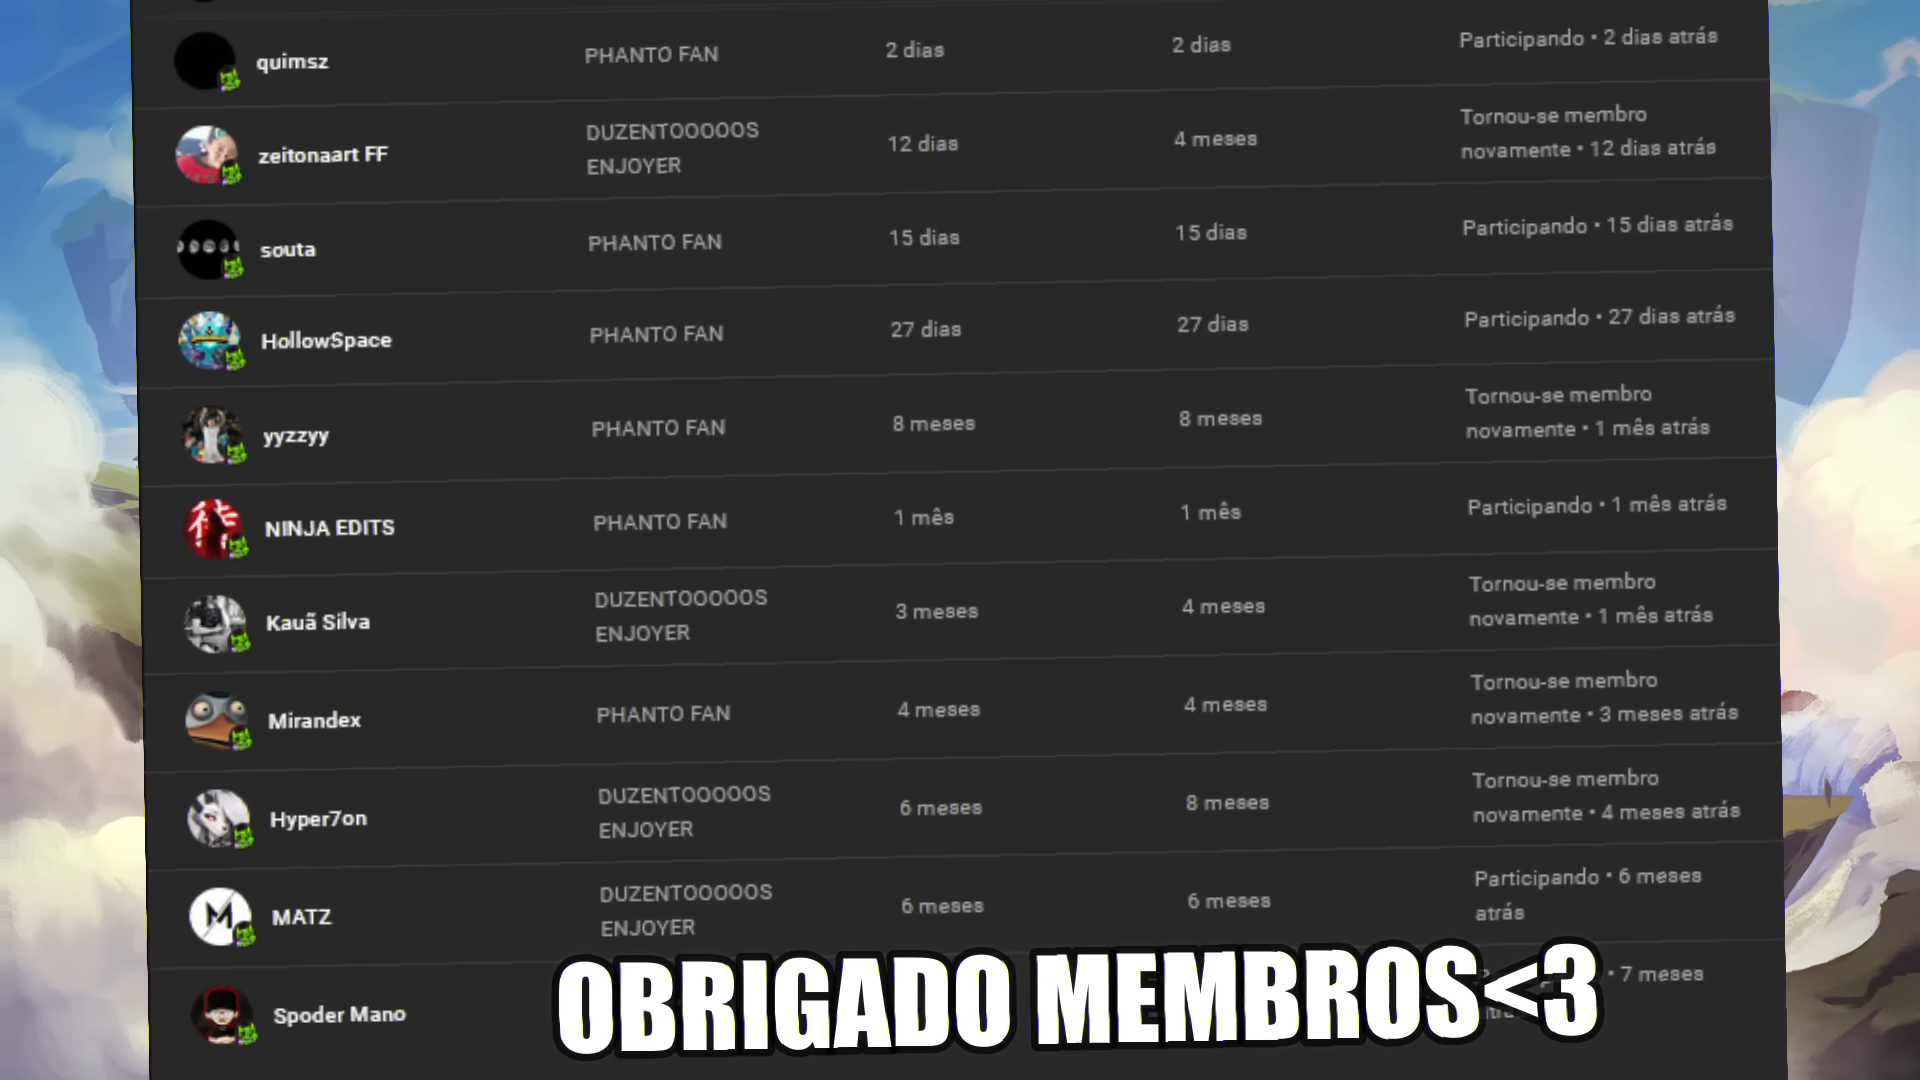 quimsz PHANTO FAN 2 dias 2 dias Participando • 2 dias atrás
zeitonaart FF DUZENTOOOOOS ENJOYER 12 dias 4 meses Tornou-se membro novamente • 12 dias atrás
souta PHANTO FAN 15 dias 15 dias Participando • 15 dias atrás
HollowSpace PHANTO FAN 27 dias 27 dias Participando • 27 dias atrás
yyzzyy PHANTO FAN 8 meses 8 meses Tornou-se membro novamente • 1 mês atrás
NINJA EDITS PHANTO FAN 1 mês 1 mês Participando • 1 mês atrás
Kauã Silva DUZENTOOOOOS ENJOYER 3 meses 4 meses Tornou-se membro novamente • 1 mês atrás
Mirandex PHANTO FAN 4 meses 4 meses Tornou-se membro novamente • 3 meses atrás
Hyper7on DUZENTOOOOOS ENJOYER 6 meses 8 meses Tornou-se membro novamente • 4 meses atrás
MATZ DUZENTOOOOOS ENJOYER 6 meses 6 meses Participando • 6 meses atrás
Spoder Mano • 7 meses
OBRIGADO MEMBROS<3